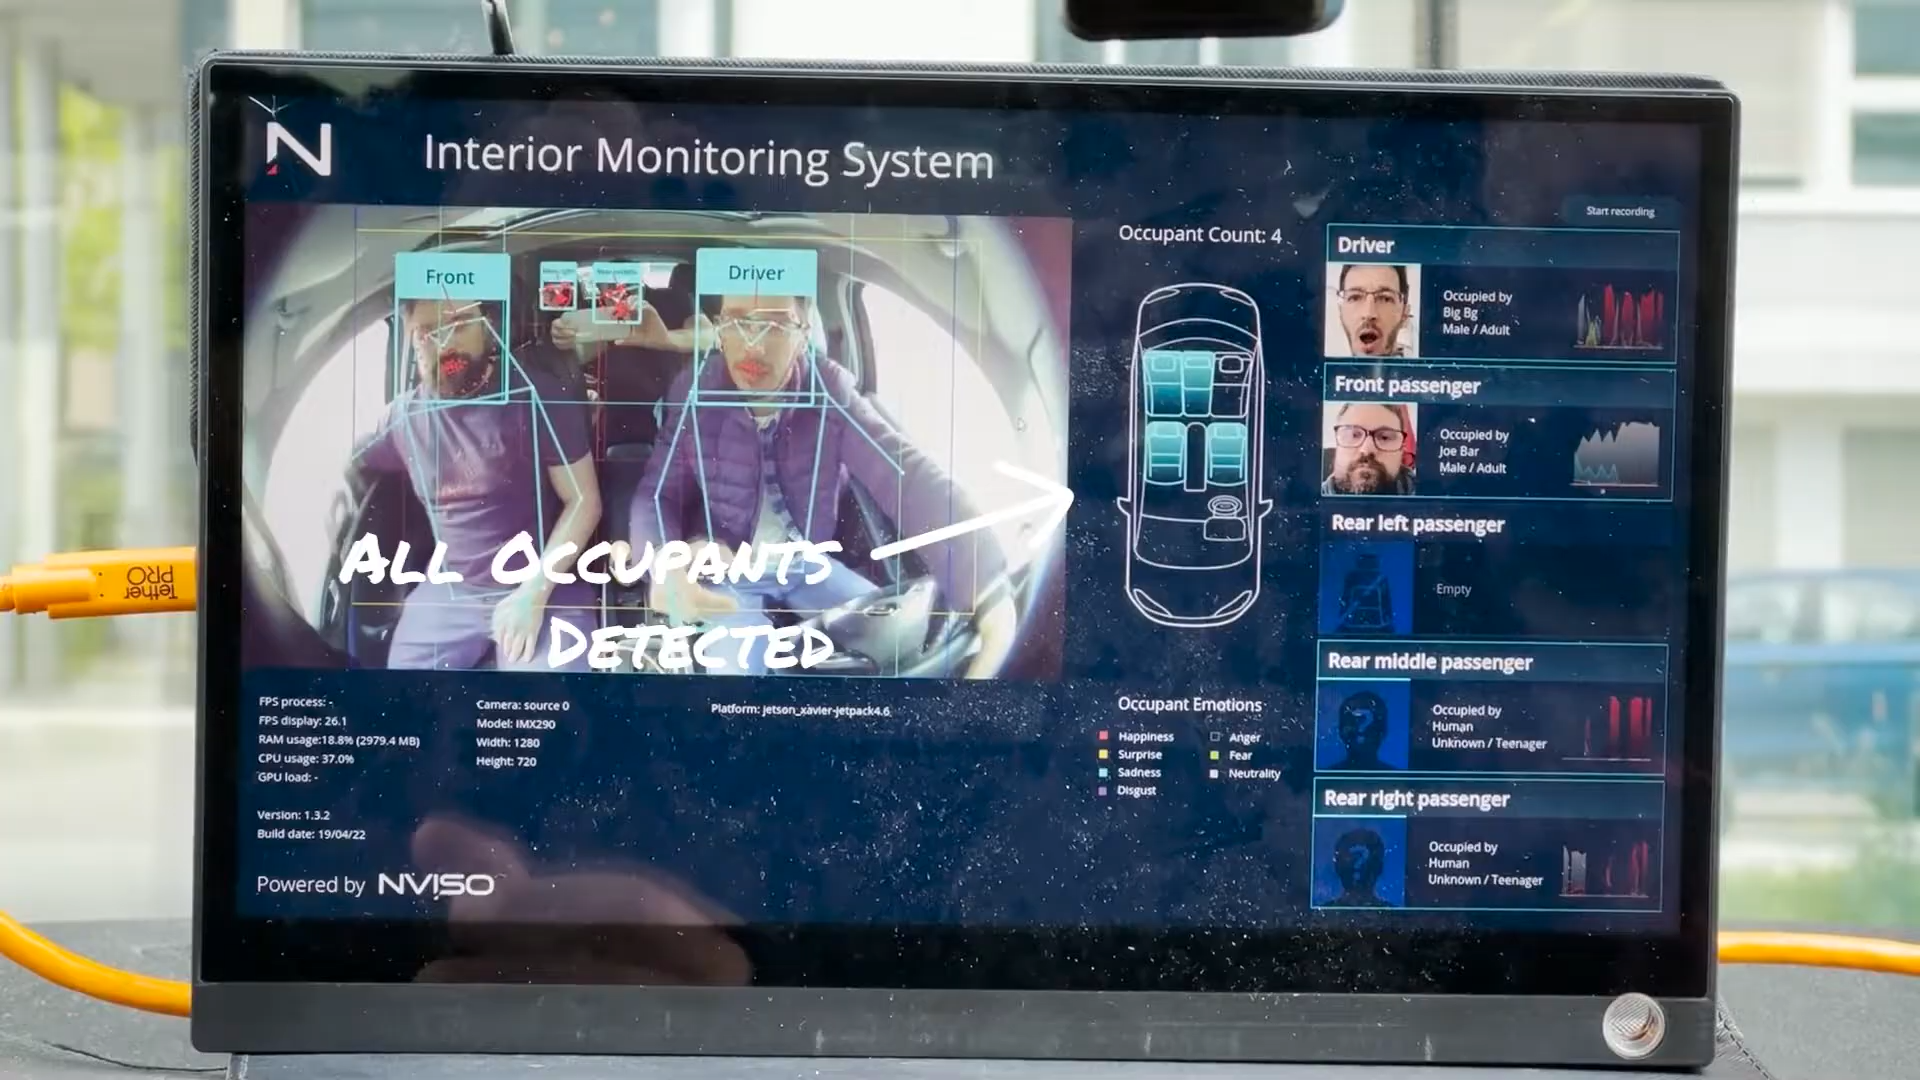 N
Interior Monitoring System
Start recording
Front
Driver
Occupant Count: 4
Driver
Occupied by
Big Bg
Male / Adult
Front passenger
Occupied by
Joe Bar
Male / Adult
Rear left passenger
Empty
Rear middle passenger
Occupied by
Human
Unknown / Teenager
Rear right passenger
Occupied by
Human
Unknown / Teenager
ALL OCCUPANTS
DETECTED
Tether
PRO
FPS process: -
FPS display: 26.1
RAM usage:18.8% (2979.4 MB)
CPU usage: 37.0%
GPU load: -
Version: 1.3.2
Build date: 19/04/22
Camera: source 0
Model: IMX290
Width: 1280
Height: 720
Platform: jetson_xavier-jetpack4.6
Occupant Emotions
Happiness
Surprise
Sadness
Disgust
Anger
Fear
Neutrality
Powered by NVISO